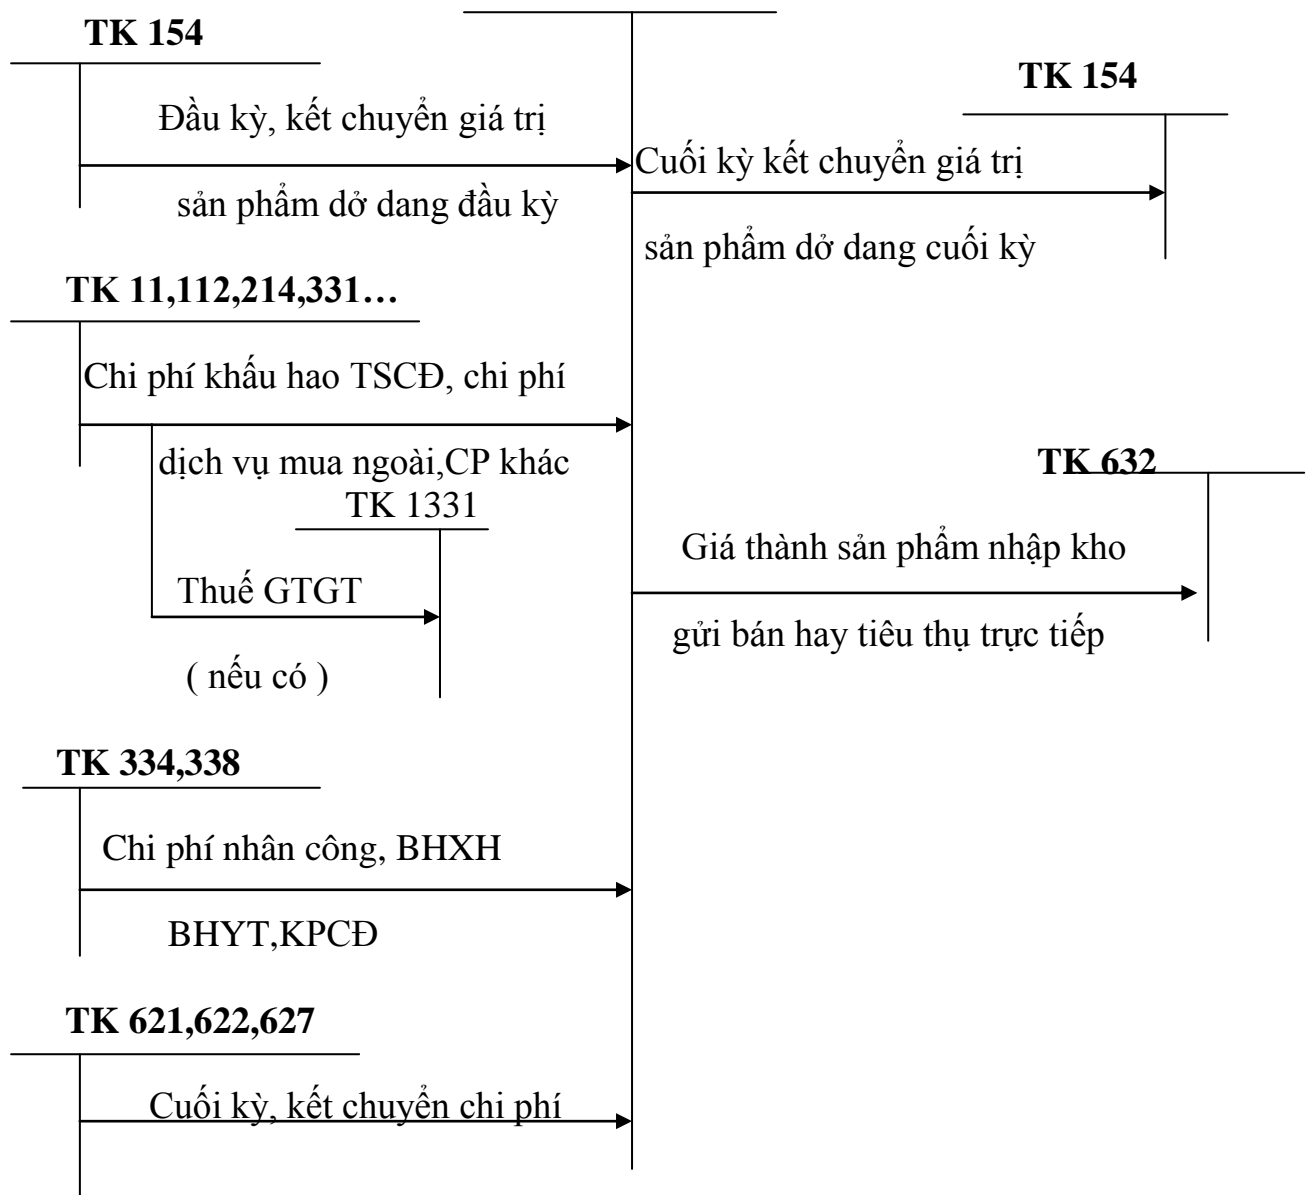 TK 154
TK 154
Đầu kỳ, kết chuyển giá trị
Cuối kỳ kết chuyển giá trị
sản phẩm dở dang đầu kỳ
sản phẩm dở dang cuối kỳ
TK 11,112,214,331…
Chi phí khấu hao TSCĐ, chi phí
dịch vụ mua ngoài,CP khác
TK 632
TK 1331
Giá thành sản phẩm nhập kho
Thuế GTGT
gửi bán hay tiêu thụ trực tiếp
( nếu có )
TK 334,338
Chi phí nhân công, BHXH
BHYT,KPCĐ
TK 621,622,627
Cuối kỳ, kết chuyển chi phí